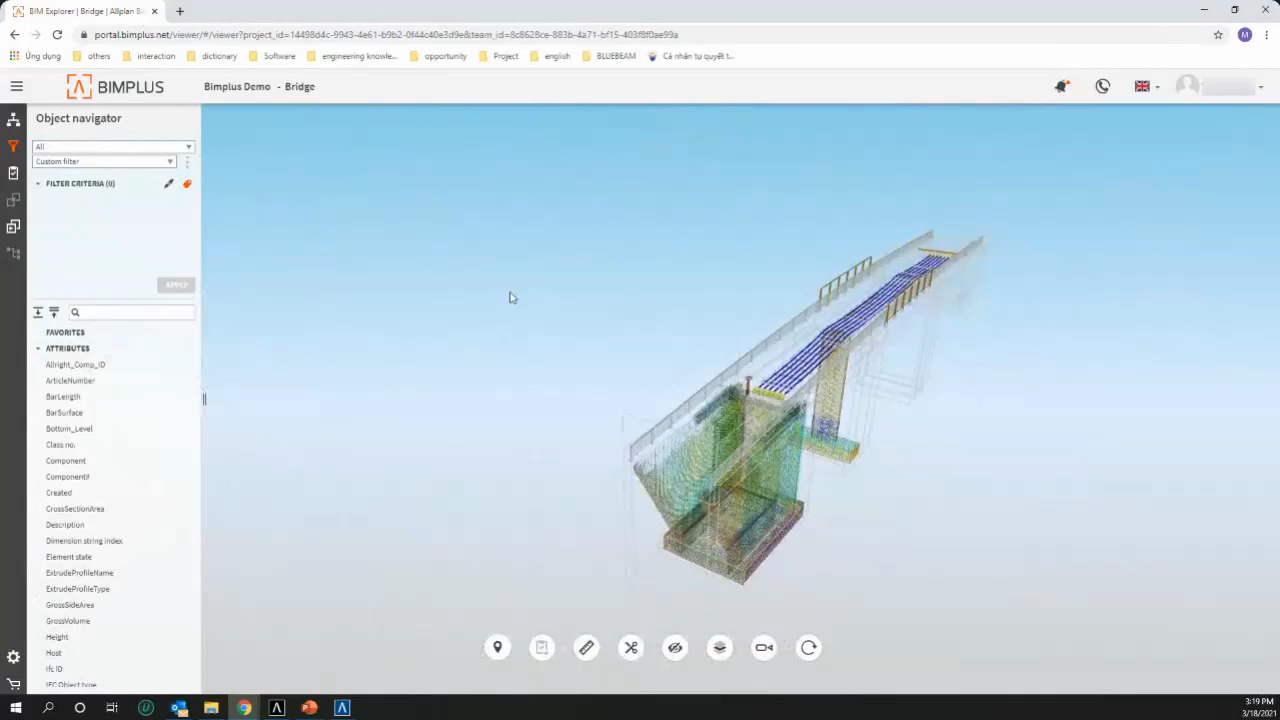 BIM Explorer | Bridge | Allplan B
portal.bimplus.net/viewer/#/viewer?project_id=14498d4c-9943-4e61-b9b2-0f44c40e3d9e&team_id=8c8628ce-883b-4a71-bf15-403f8f0ae99a
Ứng dụng
others
interaction
dictionary
Software
engineering knowle...
opportunity
Project
english
BLUEBEAM
Cá nhân tự quyết t...
M
BIMPLUS
Bimplus Demo - Bridge
Object navigator
All
Custom filter
FILTER CRITERIA (0)
APPLY
FAVORITES
ATTRIBUTES
Allright_Comp_ID
ArticleNumber
BarLength
BarSurface
Bottom_Level
Class no.
Component
Component#
Created
CrossSectionArea
Description
Dimension string index
Element state
ExtrudeProfileName
ExtrudeProfileType
GrossSideArea
GrossVolume
Height
Host
Ifc ID
IFC Object type
3:19 PM
3/18/2021